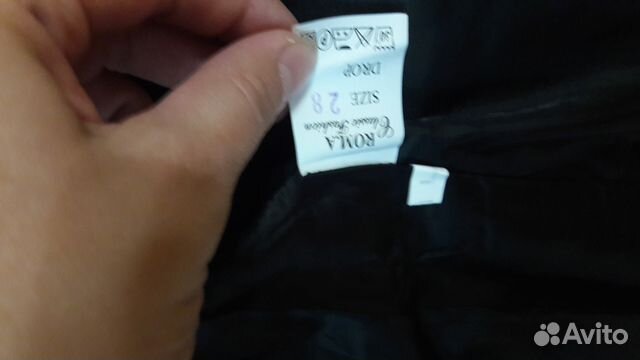 ROMA
Classic Fashion
SIZE 28
DROP
Avito